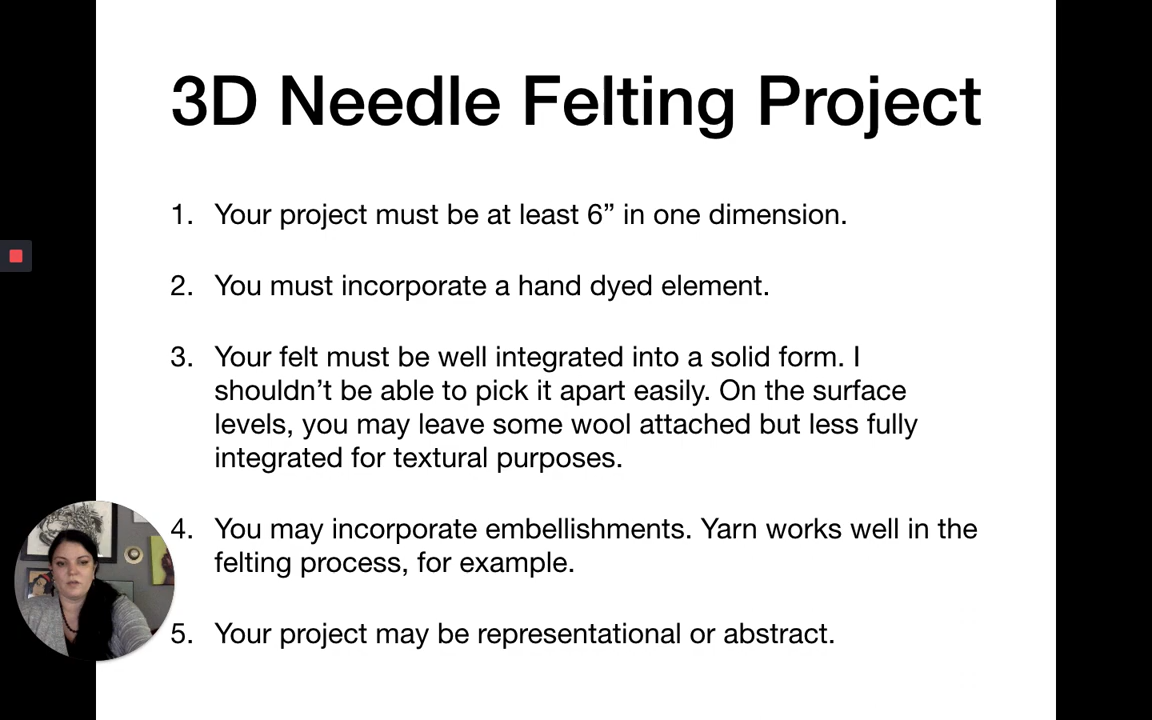 3D Needle Felting Project
1. Your project must be at least 6” in one dimension.
2. You must incorporate a hand dyed element.
3. Your felt must be well integrated into a solid form. I
shouldn’t be able to pick it apart easily. On the surface
levels, you may leave some wool attached but less fully
integrated for textural purposes.
4. You may incorporate embellishments. Yarn works well in the
felting process, for example.
5. Your project may be representational or abstract.